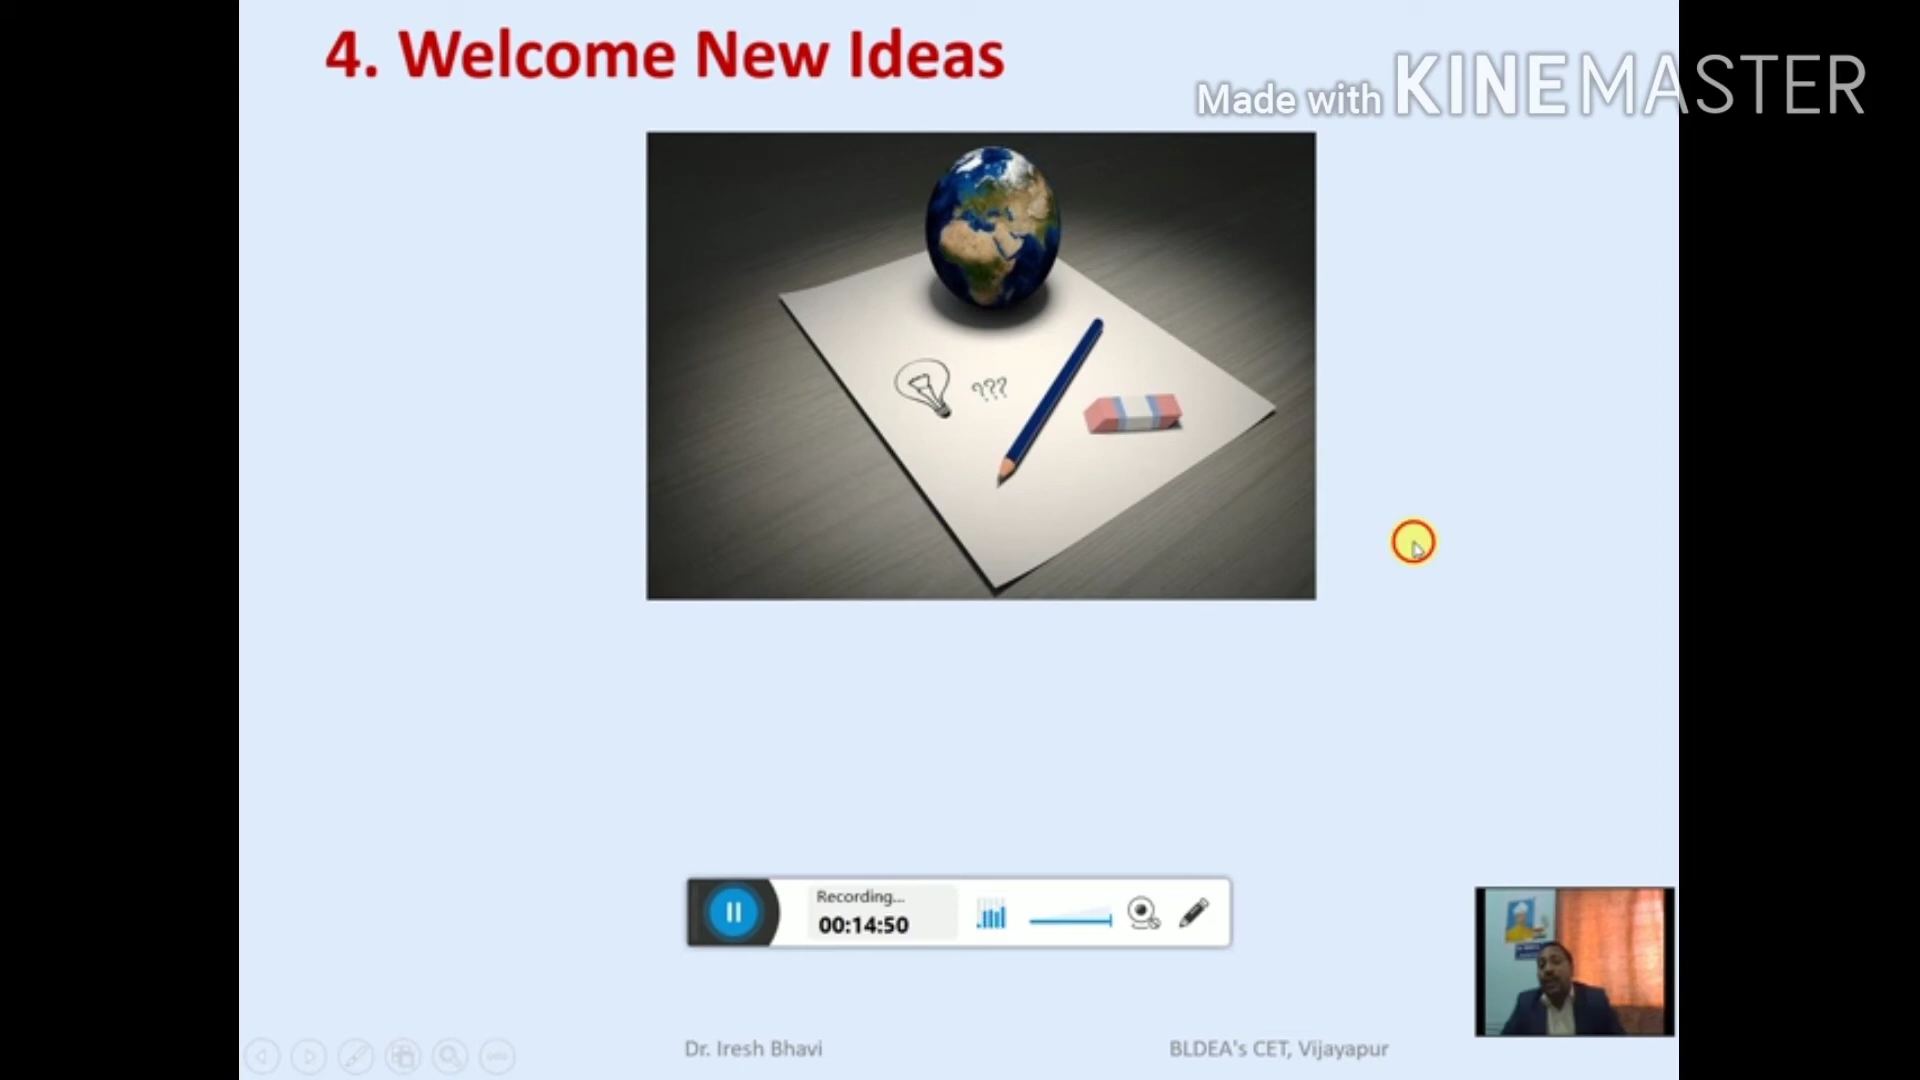 4. Welcome New Ideas
Made with KINEMASTER
???
Recording...
00:14:50
Dr. Iresh Bhavi
BLDEA's CET, Vijayapur